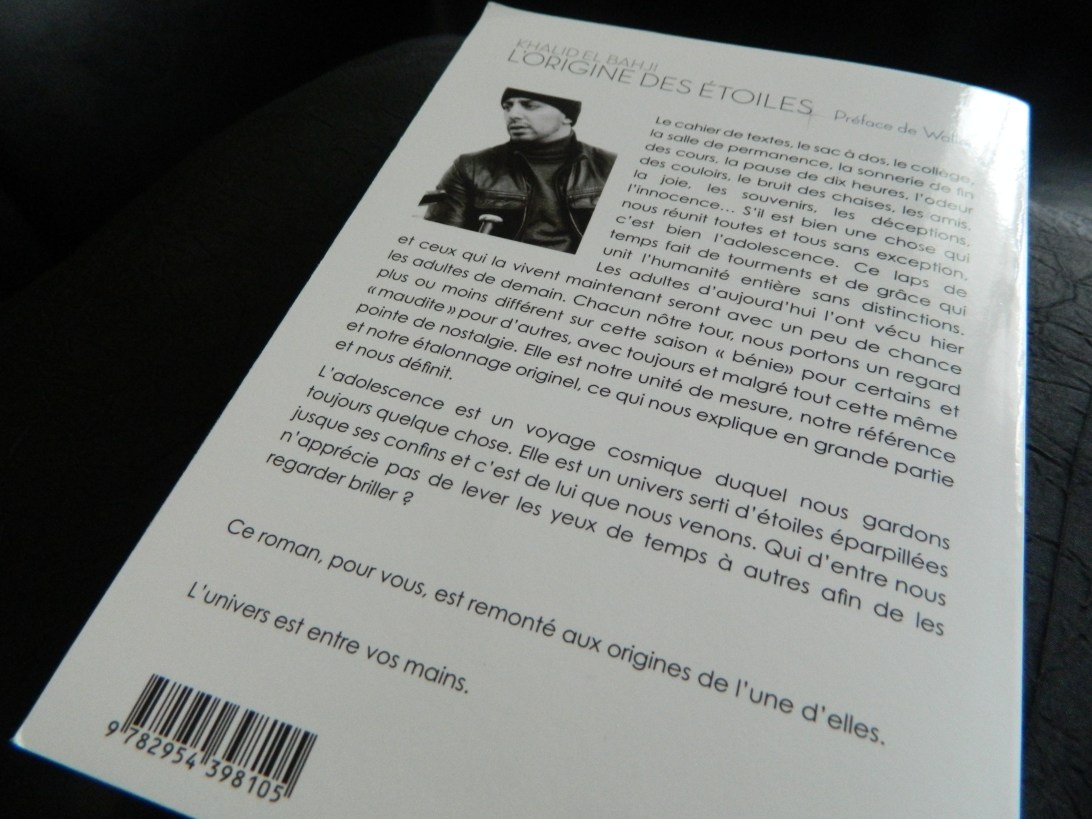 KHALID EL BAHJI
L'ORIGINE DES ÉTOILES
Préface de
Le cahier de textes, le sac à dos, le collège,
la salle de permanence, la sonnerie de fin
des cours, la pause de dix heures, l'odeur
des couloirs, le bruit des chaises, les amis,
la joie, les souvenirs, les déceptions,
l'innocence... S'il est bien une chose qui
nous réunit toutes et tous sans exception,
c'est bien l'adolescence. Ce laps de
temps fait de tourments et de grâce qui
unit l'humanité entière sans distinctions.
Les adultes d'aujourd'hui l'ont vécu hier
et ceux qui la vivent maintenant seront avec un peu de chance
les adultes de demain. Chacun nôtre tour, nous portons un regard
plus ou moins différent sur cette saison « bénie» pour certains et
« maudite » pour d'autres, avec toujours et malgré tout cette même
pointe de nostalgie. Elle est notre unité de mesure, notre référence
et notre étalonnage originel, ce qui nous explique en grande partie
et nous définit.
L'adolescence est un voyage cosmique duquel nous gardons
toujours quelque chose. Elle est un univers serti d'étoiles éparpillées
jusque ses confins et c'est de lui que nous venons. Qui d'entre nous
n'apprécie pas de lever les yeux de temps à autres afin de les
regarder briller ?
Ce roman, pour vous, est remonté aux origines de l'une d'elles.
L'univers est entre vos mains.
9 782954 398105